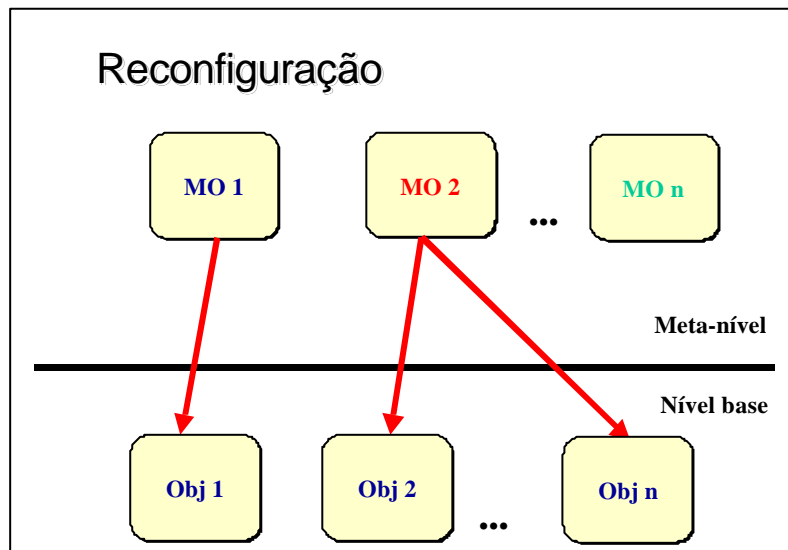 Reconfiguração
MO 1
MO 2
...
MO n
Meta-nível
Nível base
Obj 1
Obj 2
...
Obj n